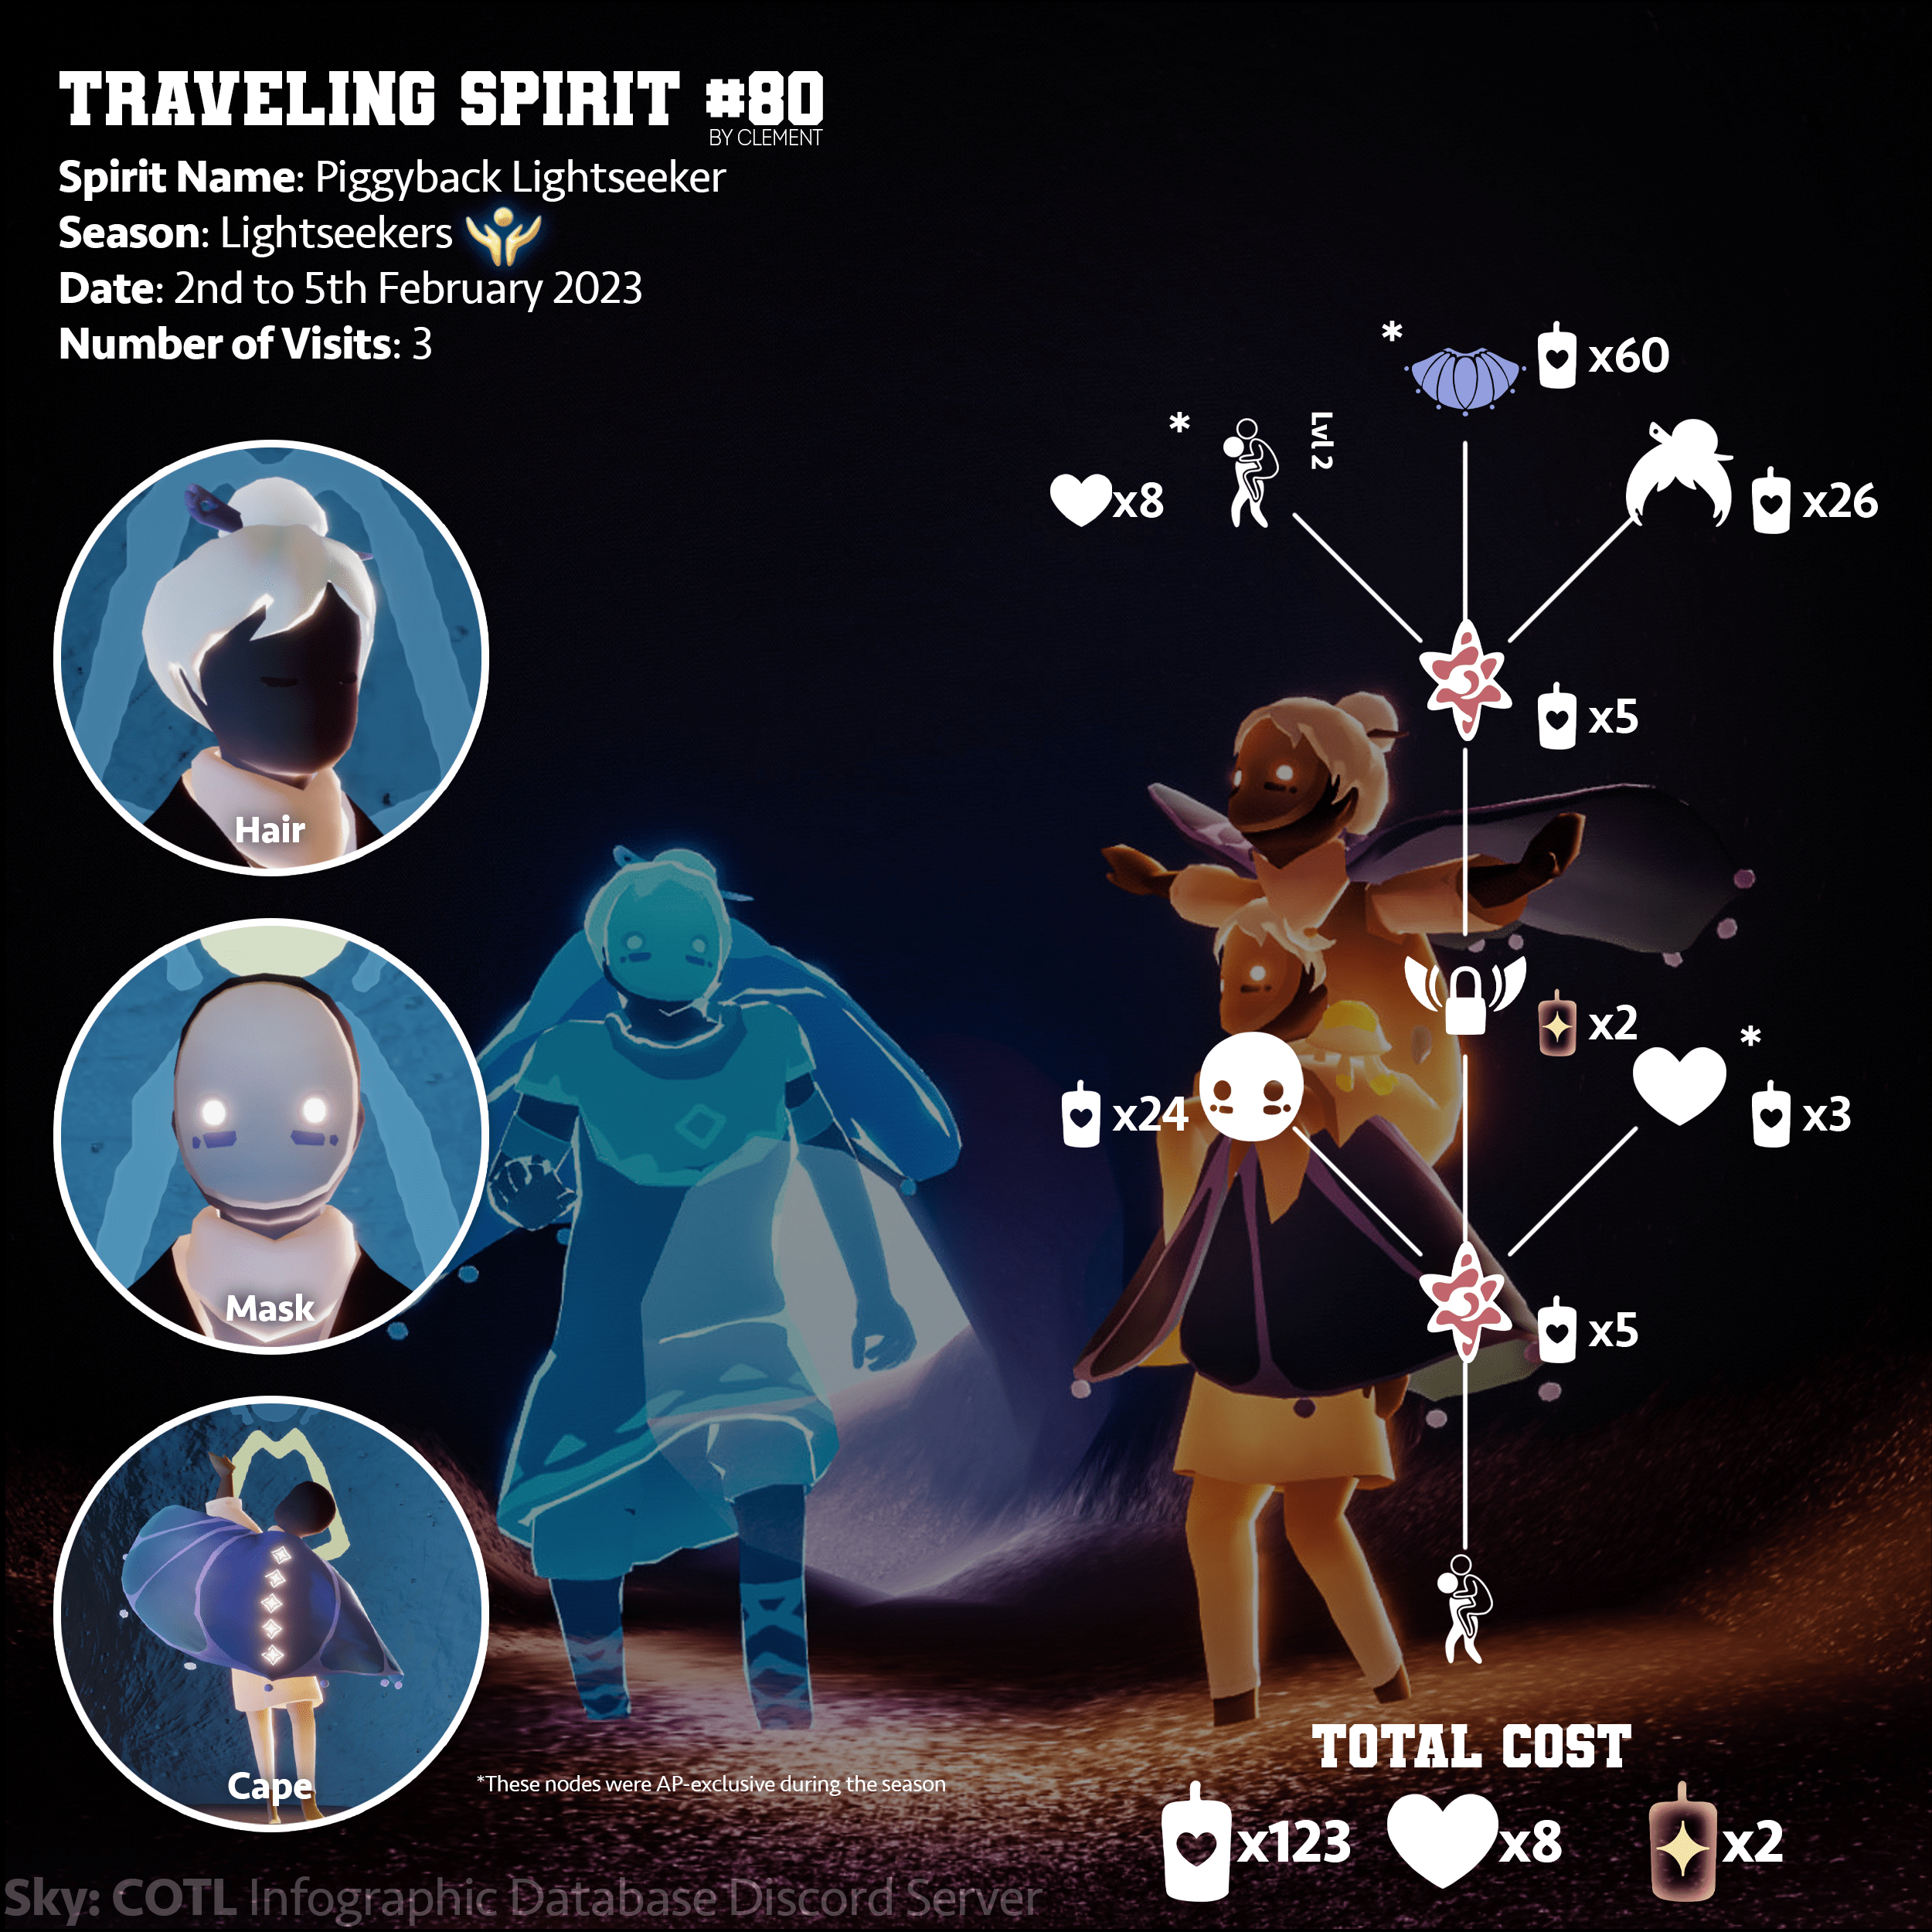 TRAVELING SPIRIT #80
BY CLEMENT
Spirit Name: Piggyback Lightseeker
Season: Lightseekers
Date: 2nd to 5th February 2023
Number of Visits: 3
*
x60
*
Lvl 2
x8
x26
x5
x2
*
x24
x3
x5
Hair
Mask
Cape
*These nodes were AP-exclusive during the season
TOTAL COST
x123 x8 x2
Sky: COTL Infographic Database Discord Server